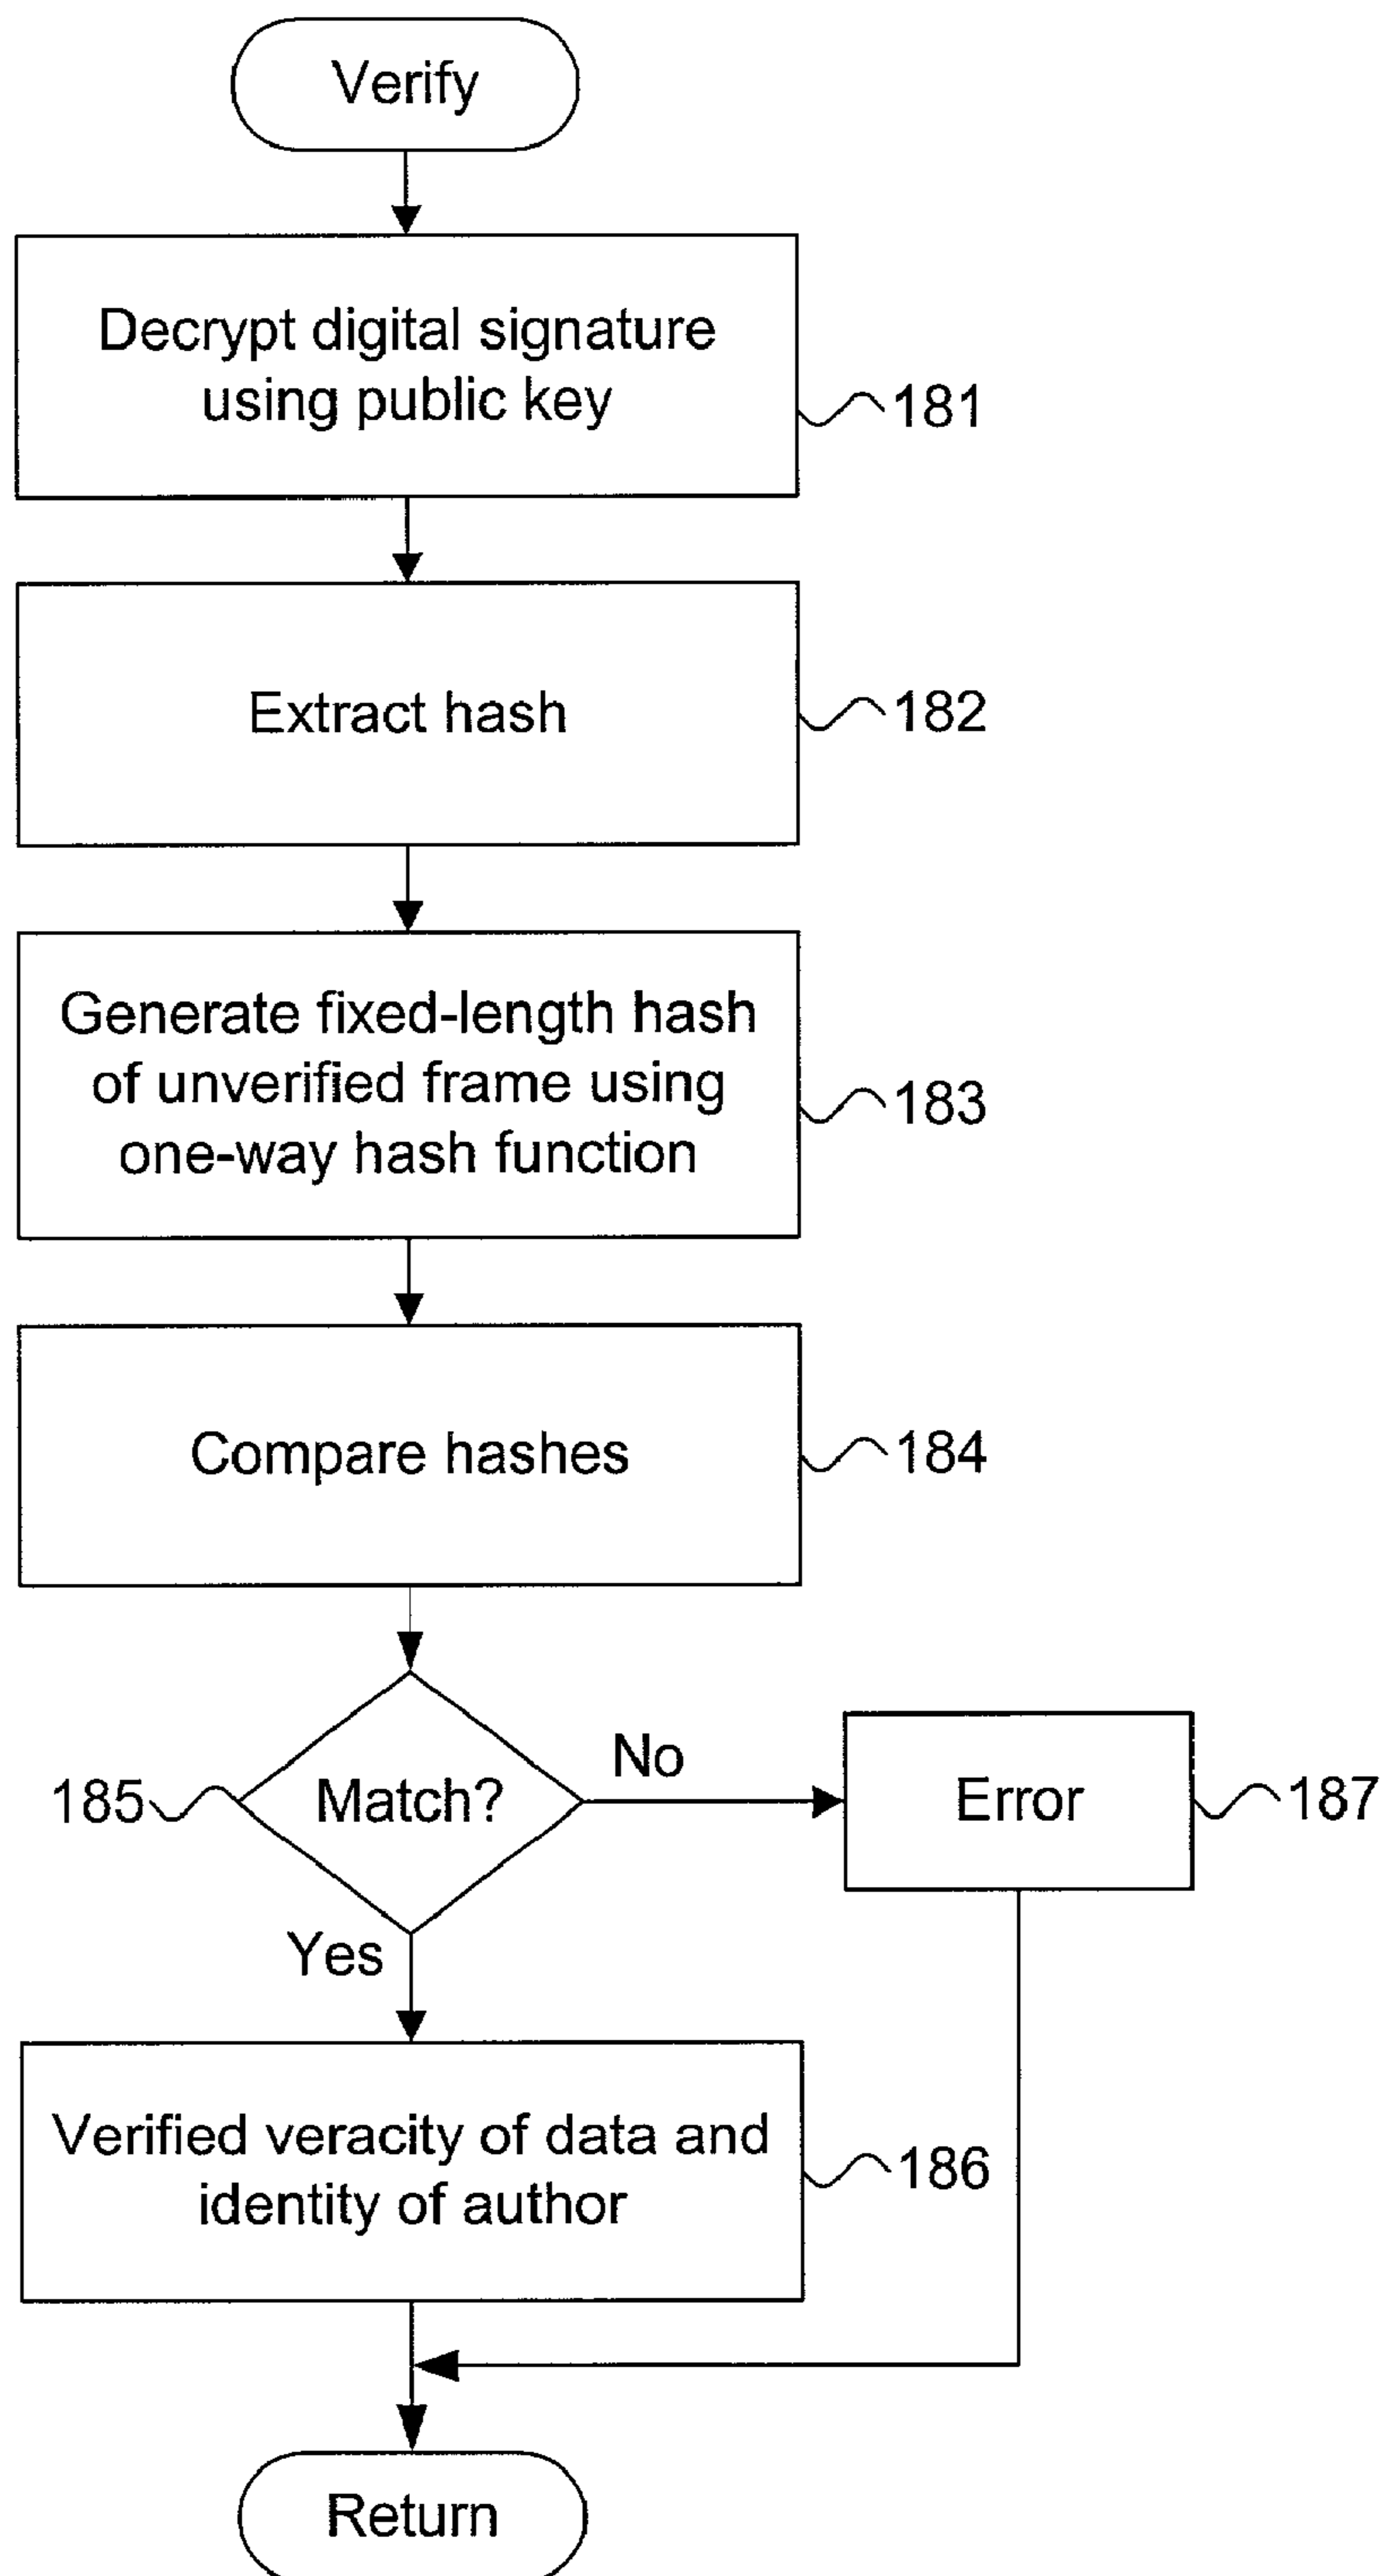 Verify
Decrypt digital signature
using public key
181
Extract hash
182
Generate fixed-length hash
of unverified frame using
one-way hash function
183
Compare hashes
184
185
Match?
No
Error
187
Yes
Verified veracity of data and
identity of author
186
Return